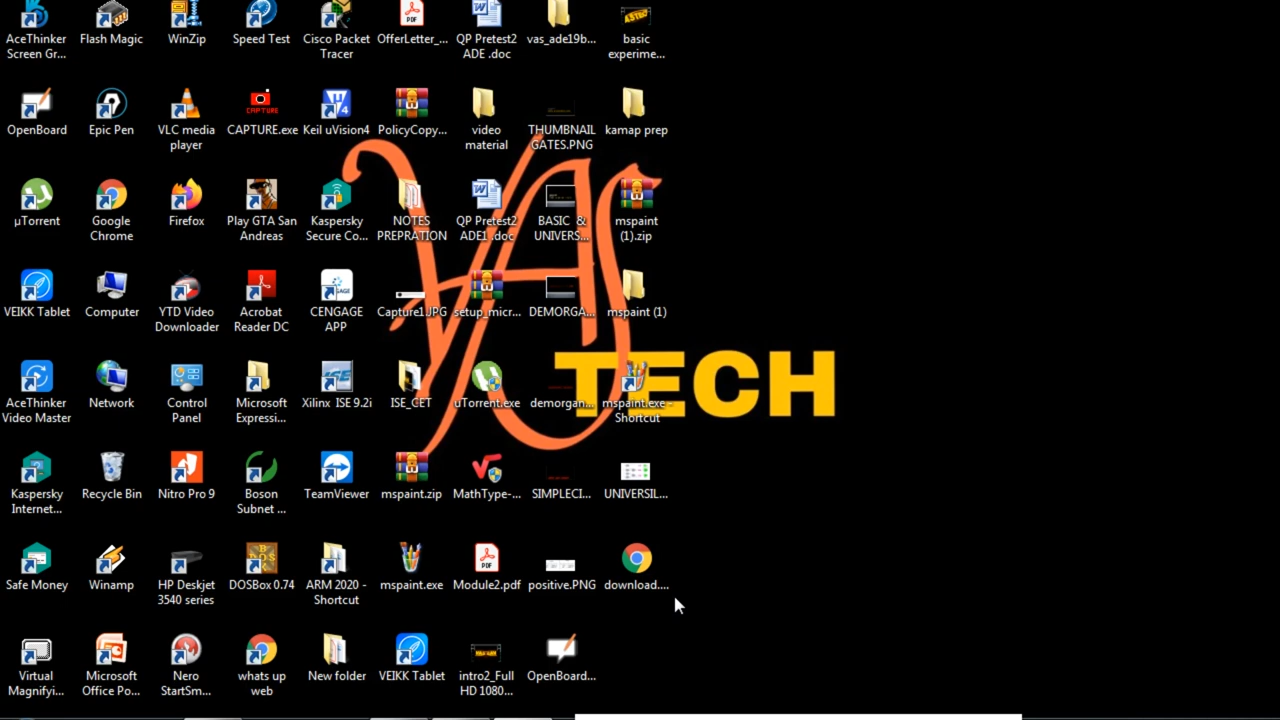 AceThinker
Screen Gr...
Flash Magic
WinZip
Speed Test
Cisco Packet
Tracer
OfferLetter_...
QP Pretest2
ADE .doc
vas_ade19b...
basic
experime...
OpenBoard
Epic Pen
VLC media
player
CAPTURE
CAPTURE.exe
Keil uVision4
PolicyCopy...
video
material
THUMBNAIL
GATES.PNG
kamap prep
µTorrent
Google
Chrome
Firefox
Play GTA San
Andreas
Kaspersky
Secure Co...
NOTES
PREPRATION
QP Pretest2
ADE1 .doc
BASIC &
UNIVERS...
mspaint
(1).zip
VEIKK Tablet
Computer
YTD Video
Downloader
Acrobat
Reader DC
CENGAGE
APP
Capture1.JPG
setup_micr...
DEMORGA...
mspaint (1)
AceThinker
Video Master
Network
Control
Panel
Microsoft
Expressi...
Xilinx ISE 9.2i
ISE_CET
uTorrent.exe
demorgan...
mspaint.exe -
Shortcut
VAS
TECH
Kaspersky
Internet...
Recycle Bin
Nitro Pro 9
Boson
Subnet ...
TeamViewer
mspaint.zip
MathType-...
SIMPLECI...
UNIVERSIL...
Safe Money
Winamp
HP Deskjet
3540 series
DOSBox 0.74
ARM 2020 -
Shortcut
mspaint.exe
Module2.pdf
positive.PNG
download....
Virtual
Magnifyi...
Microsoft
Office Po...
Nero
StartSm...
whats up
web
New folder
VEIKK Tablet
intro2_Full
HD 1080...
OpenBoard...